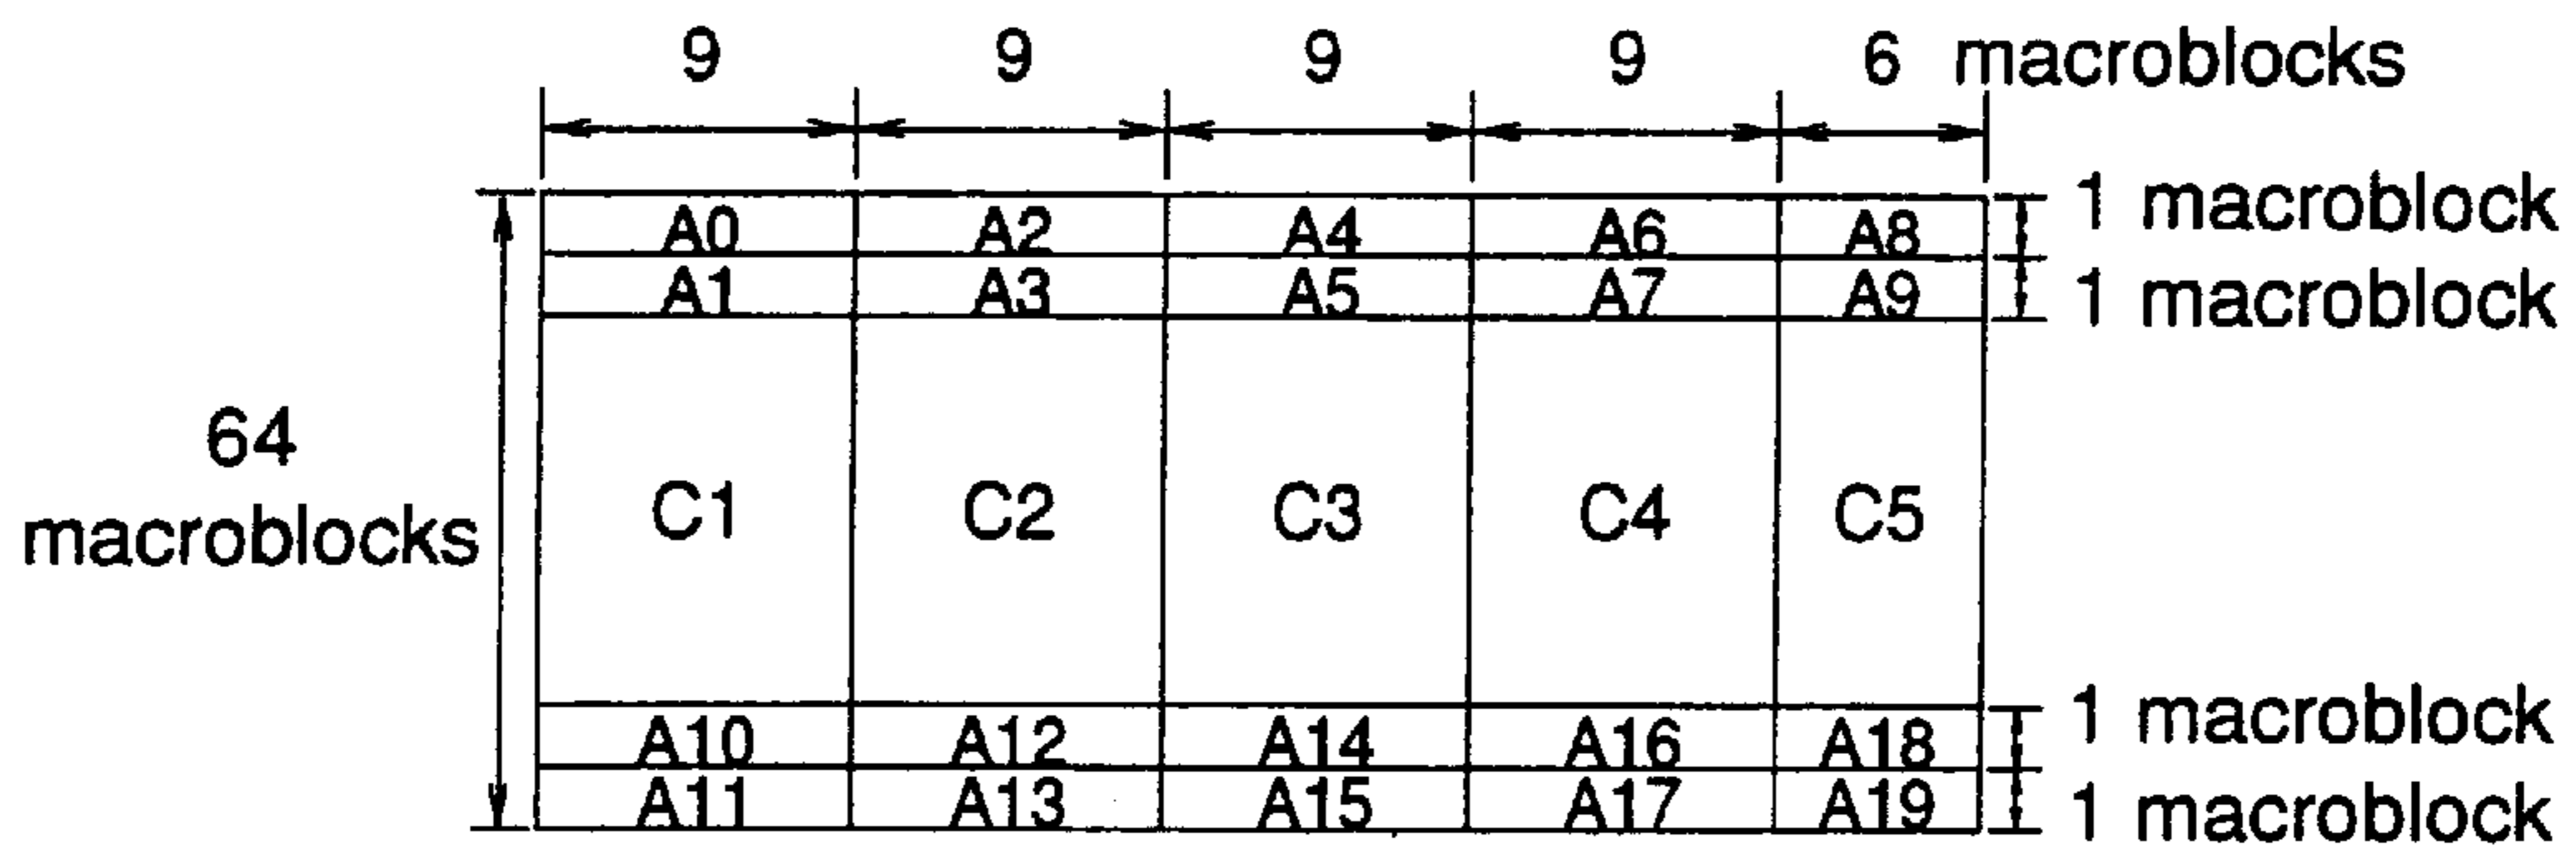 9 9 9 9 6 macroblocks
A0 A2 A4 A6 A8 1 macroblock
A1 A3 A5 A7 A9 1 macroblock
64
macroblocks
C1 C2 C3 C4 C5
A10 A12 A14 A16 A18 1 macroblock
A11 A13 A15 A17 A19 1 macroblock